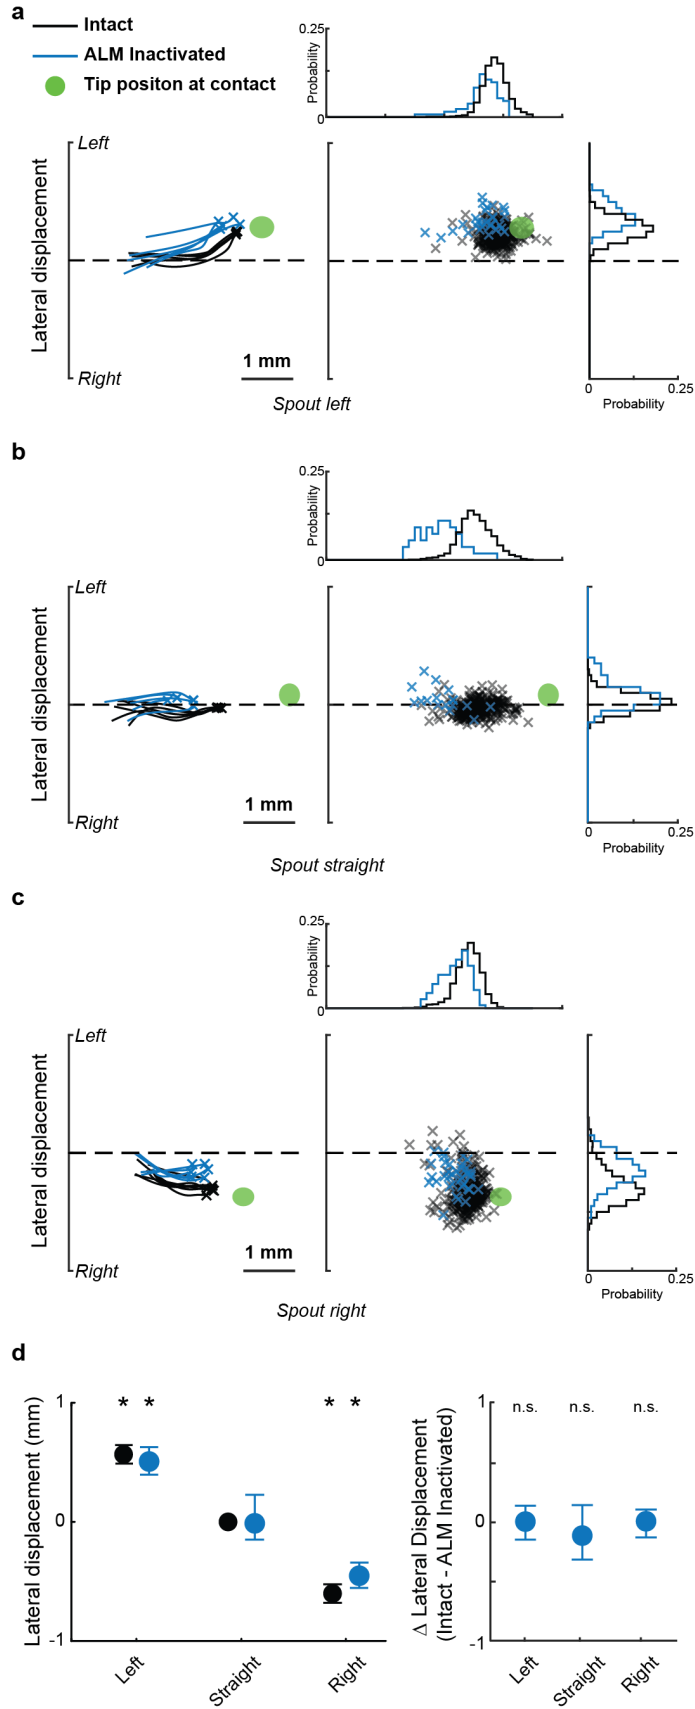 a
Intact
ALM Inactivated
Tip positon at contact
0.25
Probability
0
Left
Lateral displacement
Right
1 mm
0
0.25
Probability
Spout left
b
0.25
Probability
0
Left
Lateral displacement
Right
1 mm
0
0.25
Probability
Spout straight
c
0.25
Probability
0
Left
Lateral displacement
Right
1 mm
0
0.25
Probability
Spout right
d
Lateral displacement (mm)
1
0
-1
* *
* *
Left
Straight
Right
Δ Lateral Displacement
(Intact - ALM Inactivated)
1
0
-1
n.s.
n.s.
n.s.
Left
Straight
Right